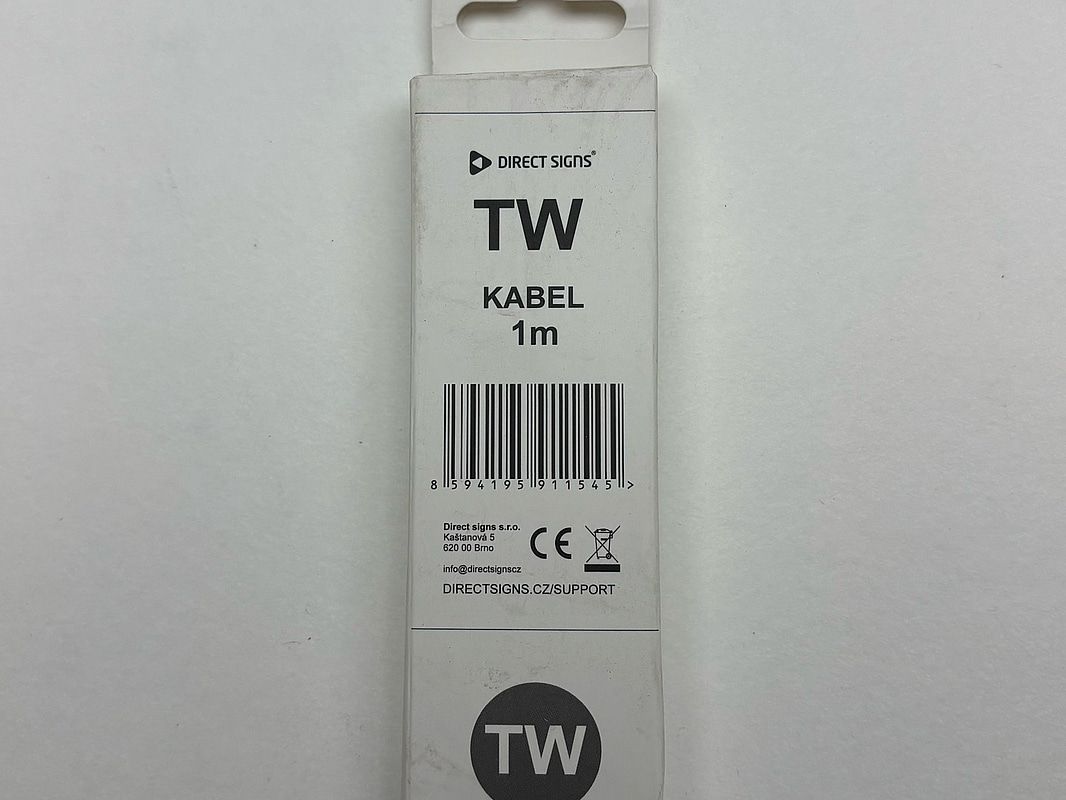 DIRECT SIGNS®
TW
KABEL
1m
8 594195 911545 >
Direct signs s.r.o.
Kaštanová 5
620 00 Brno
CE
info@directsignscz
DIRECTSIGNS.CZ/SUPPORT
TW